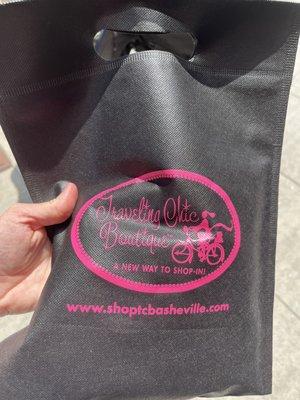 Traveling Chic
Boutique
A NEW WAY TO SHOP-IN!
www.shoptcbasheville.com